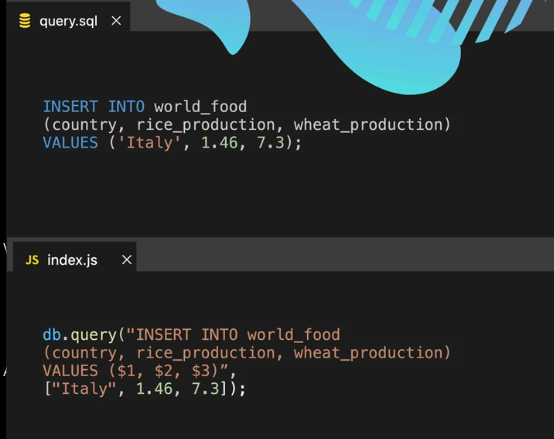 query.sql
INSERT INTO world_food
(country, rice_production, wheat_production)
VALUES ('Italy', 1.46, 7.3);
JS index.js
db.query("INSERT INTO world_food
(country, rice_production, wheat_production)
VALUES ($1, $2, $3)”,
["Italy", 1.46, 7.3]);